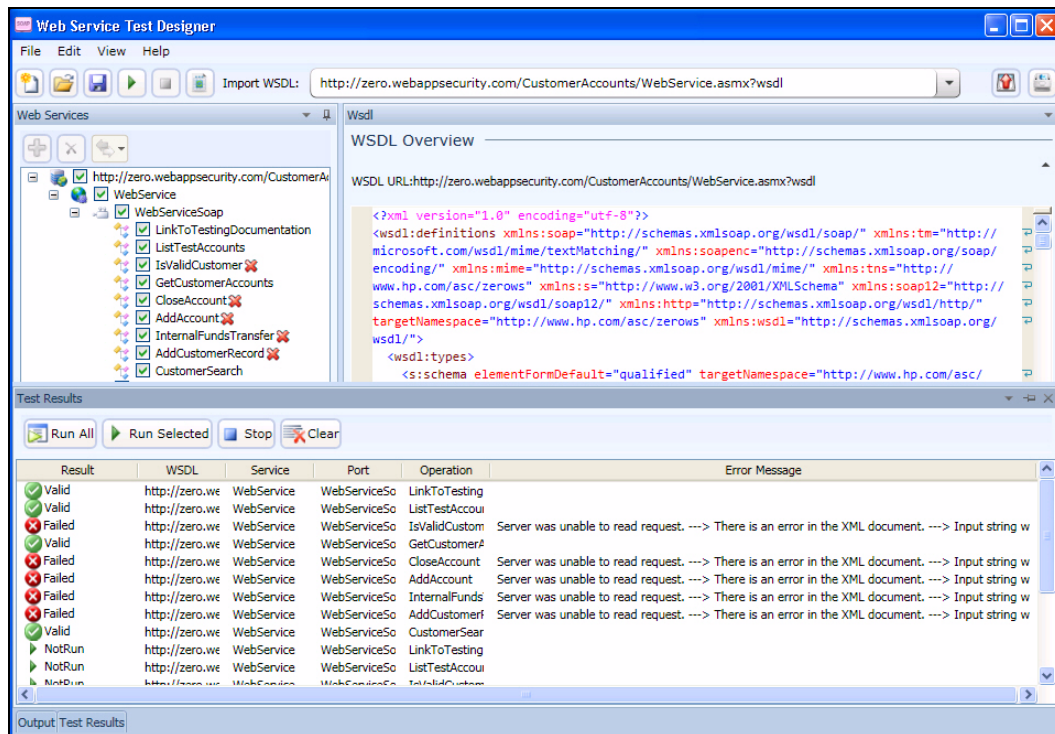 Web Service Test Designer
File Edit View Help
Import WSDL: http://zero.webappsecurity.com/CustomerAccounts/WebService.asmx?wsdl
Web Services
http://zero.webappsecurity.com/CustomerAc
WebService
WebServiceSoap
LinkToTestingDocumentation
ListTestAccounts
IsValidCustomer
GetCustomerAccounts
CloseAccount
AddAccount
InternalFundsTransfer
AddCustomerRecord
CustomerSearch
Wsdl
WSDL Overview
WSDL URL:http://zero.webappsecurity.com/CustomerAccounts/WebService.asmx?wsdl
<?xml version="1.0" encoding="utf-8"?>
<wsdl:definitions xmlns:soap="http://schemas.xmlsoap.org/wsdl/soap/" xmlns:tm="http://
microsoft.com/wsdl/mime/textMatching/" xmlns:soapenc="http://schemas.xmlsoap.org/soap/
encoding/" xmlns:mime="http://schemas.xmlsoap.org/wsdl/mime/" xmlns:tns="http://
www.hp.com/asc/zerows" xmlns:s="http://www.w3.org/2001/XMLSchema" xmlns:soap12="http://
schemas.xmlsoap.org/wsdl/soap12/" xmlns:http="http://schemas.xmlsoap.org/wsdl/http/"
targetNamespace="http://www.hp.com/asc/zerows" xmlns:wsdl="http://schemas.xmlsoap.org/
wsdl/">
<wsdl:types>
<s:schema elementFormDefault="qualified" targetNamespace="http://www.hp.com/asc/
Test Results
Run All Run Selected Stop Clear
Result WSDL Service Port Operation Error Message
Valid http://zero.we WebService WebServiceSo LinkToTesting
Valid http://zero.we WebService WebServiceSo ListTestAccou
Failed http://zero.we WebService WebServiceSo IsValidCustom Server was unable to read request. ---> There is an error in the XML document. ---> Input string w
Valid http://zero.we WebService WebServiceSo GetCustomerA
Failed http://zero.we WebService WebServiceSo CloseAccount Server was unable to read request. ---> There is an error in the XML document. ---> Input string w
Failed http://zero.we WebService WebServiceSo AddAccount Server was unable to read request. ---> There is an error in the XML document. ---> Input string w
Failed http://zero.we WebService WebServiceSo InternalFunds Server was unable to read request. ---> There is an error in the XML document. ---> Input string w
Failed http://zero.we WebService WebServiceSo AddCustomerF Server was unable to read request. ---> There is an error in the XML document. ---> Input string w
Valid http://zero.we WebService WebServiceSo CustomerSear
NotRun http://zero.we WebService WebServiceSo LinkToTesting
NotRun http://zero.we WebService WebServiceSo ListTestAccou
NotRun http://zero.we WebService WebServiceSo IsValidCustom
Output Test Results